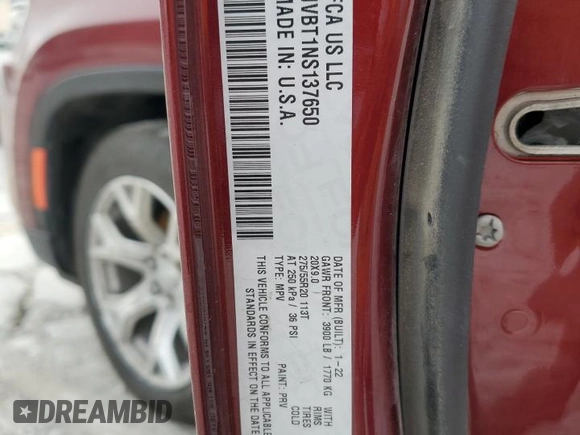 FCA US LLC
VBT1NS137650
MADE IN: U.S.A.
DATE OF MFR (BUILT): 1-22
GAWR FRONT: 3900 LB / 1770 KG WITH
20X9.0 RIMS
275/55R20 113T TIRES
AT 250 kPa / 36 PSI COLD
TYPE: MPV PAINT: PRV
THIS VEHICLE CONFORMS TO ALL APPLICABLE
STANDARDS IN EFFECT ON THE DATE
DREAMBID